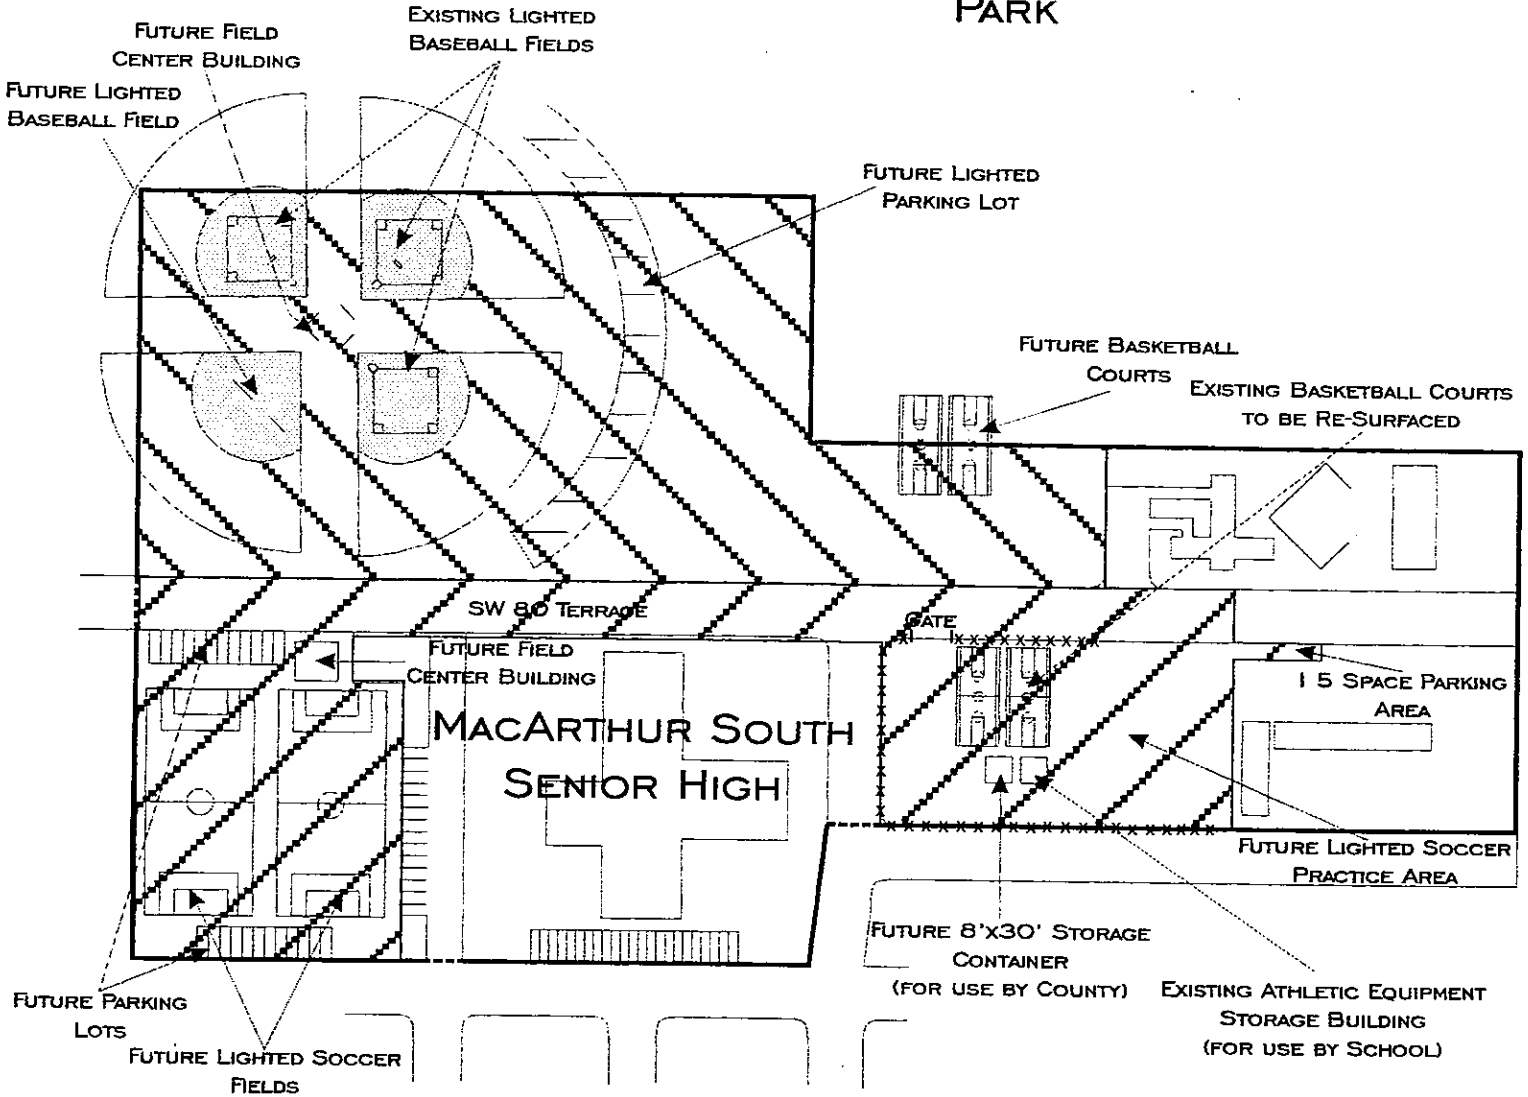 PARK
EXISTING LIGHTED
BASEBALL FIELDS
FUTURE FIELD
CENTER BUILDING
FUTURE LIGHTED
BASEBALL FIELD
FUTURE LIGHTED
PARKING LOT
FUTURE BASKETBALL
COURTS
EXISTING BASKETBALL COURTS
TO BE RE-SURFACED
SW 80 TERRACE
GATE
FUTURE FIELD
CENTER BUILDING
15 SPACE PARKING
AREA
MACARTHUR SOUTH
SENIOR HIGH
FUTURE LIGHTED SOCCER
PRACTICE AREA
FUTURE 8'X30' STORAGE
CONTAINER
(FOR USE BY COUNTY)
EXISTING ATHLETIC EQUIPMENT
STORAGE BUILDING
(FOR USE BY SCHOOL)
FUTURE PARKING
LOTS
FUTURE LIGHTED SOCCER
FIELDS